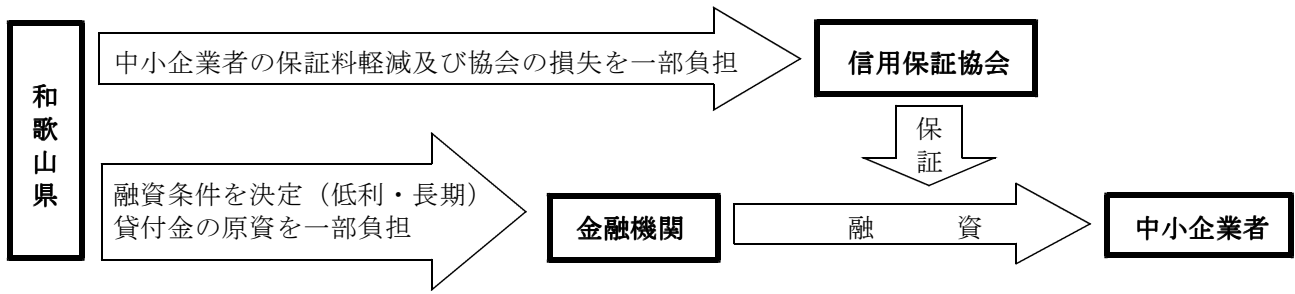 和歌山県
中小企業者の保証料軽減及び協会の損失を一部負担
信用保証協会
保証
融資条件を決定（低利・長期）
貸付金の原資を一部負担
金融機関
融　　資
中小企業者